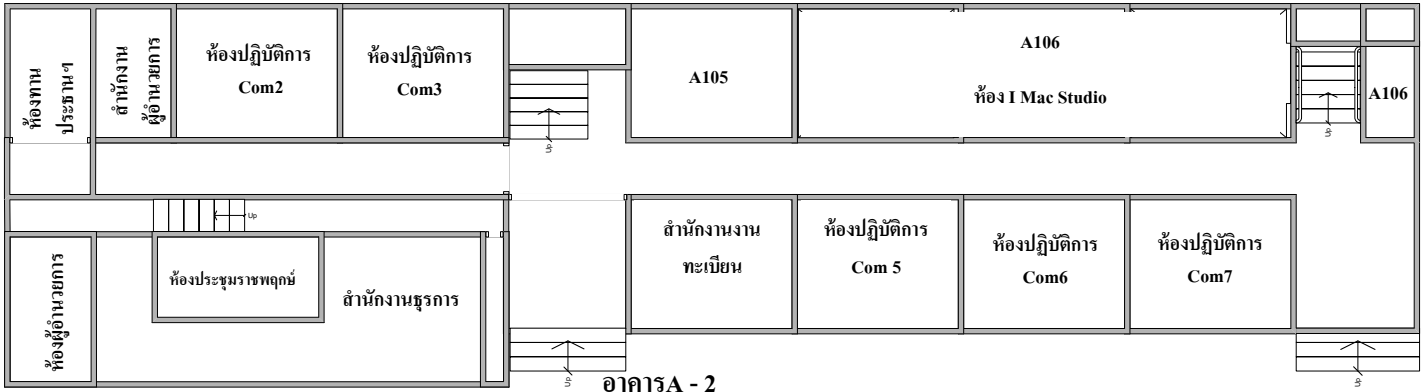 ห้องทาน
ประธานฯ
สำนักงาน
ผู้อำนวยการ
ห้องปฏิบัติการ
Com2
ห้องปฏิบัติการ
Com3
Up
A105
A106
ห้อง I Mac Studio
Up
A106
Up
ห้องผู้อำนวยการ
ห้องประชุมราชพฤกษ์
สำนักงานธุรการ
สำนักงานงาน
ทะเบียน
ห้องปฏิบัติการ
Com 5
ห้องปฏิบัติการ
Com6
ห้องปฏิบัติการ
Com7
Up
Up
อาคารA - 2